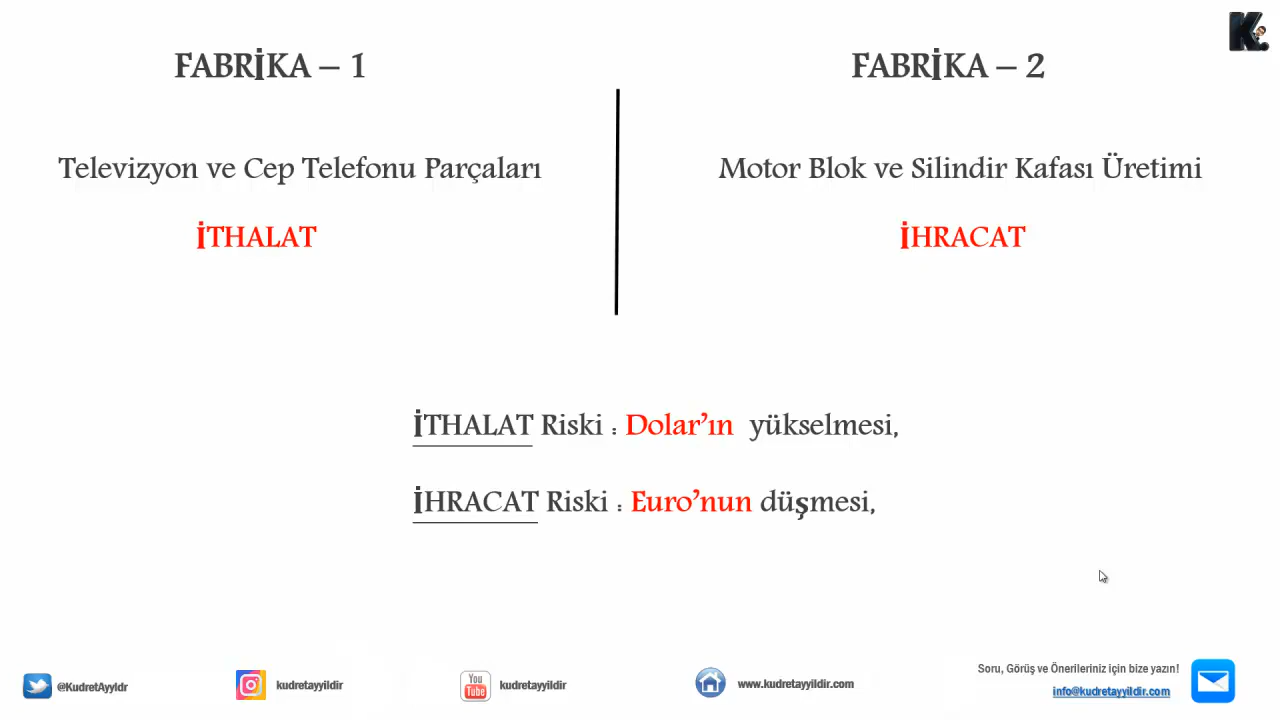 FABRİKA – 1
Televizyon ve Cep Telefonu Parçaları
İTHALAT
FABRİKA – 2
Motor Blok ve Silindir Kafası Üretimi
İHRACAT
İTHALAT Riski : Dolar’ın yükselmesi,
İHRACAT Riski : Euro’nun düşmesi,
@KudretAyyldr
kudretayyildir
You Tube
kudretayyildir
www.kudretayyildir.com
Soru, Görüş ve Önerileriniz için bize yazın!
info@kudretayyildir.com
K.